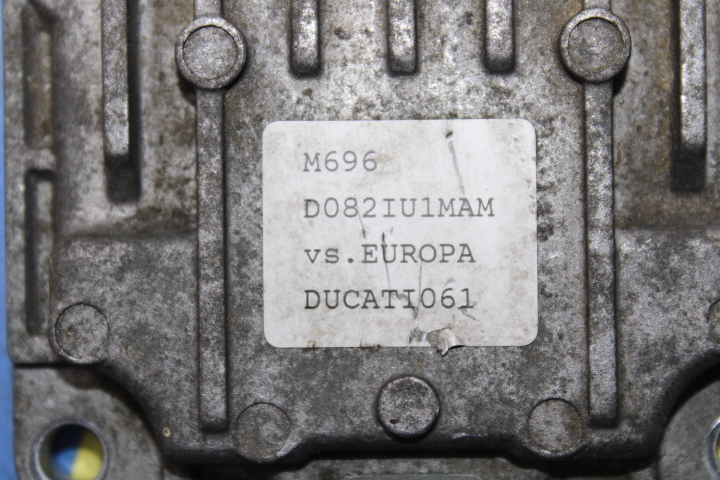 M696
D082IU1MAM
vs.EUROPA
DUCATI061